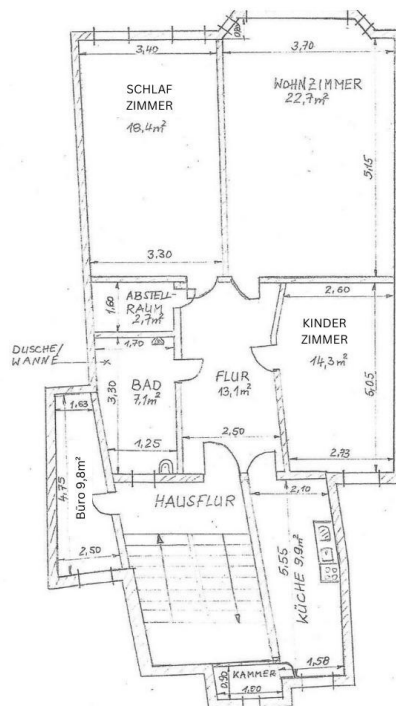 0,80
3,40
3,70
SCHLAF
ZIMMER
18,4m²
WOHNZIMMER
22,7m²
5,15
3.30
ABSTELL-
RAUM
2,7m²
1,60
2,60
KINDER
ZIMMER
14,3m²
DUSCHE/
WANNE
1,70
3,30
BAD
7,1m²
FLUR
13,1m²
5,05
1,25
2,50
2,73
1,63
4,75
Büro 9,8m²
HAUSFLUR
2,10
5,55
KÜCHE 9,9m²
2,50
KAMMER
1,58
0,90
1,50